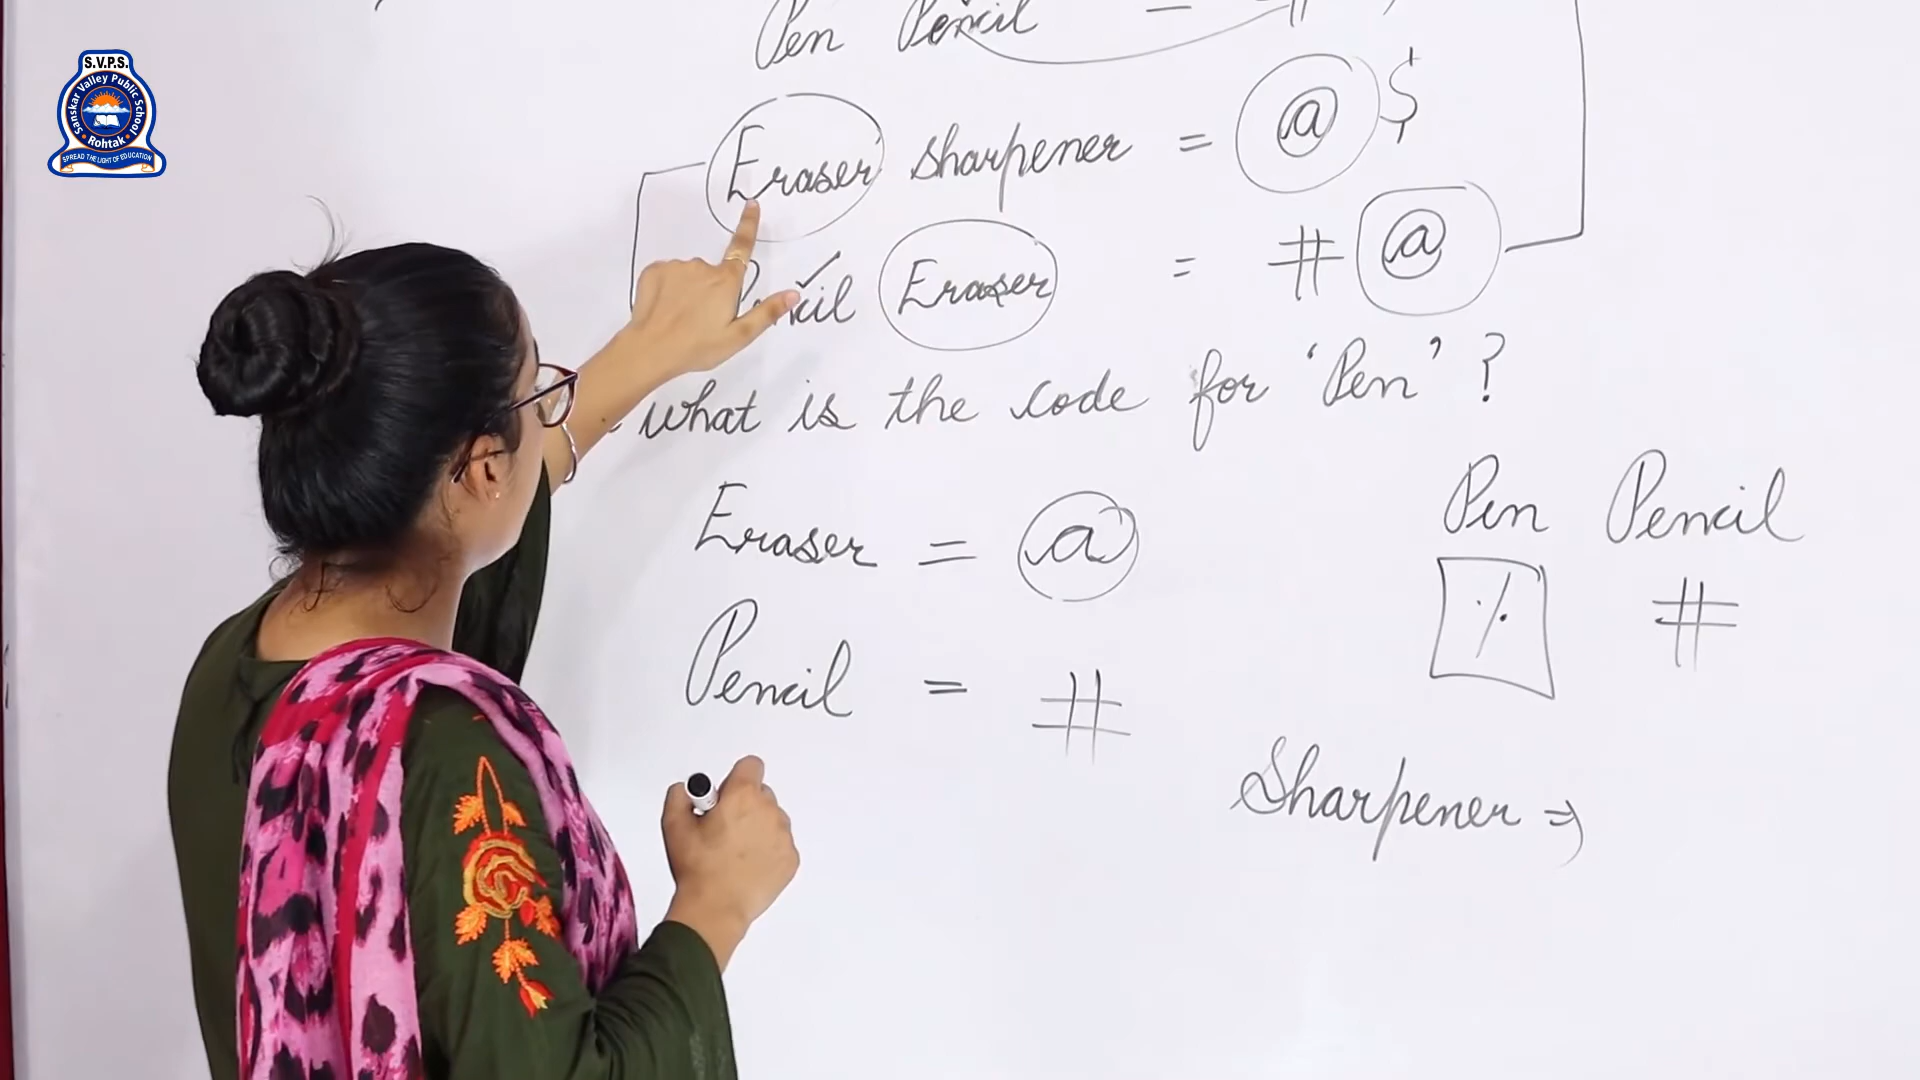 S.V.P.S.
Sanskar Valley Public School
Rohtak
SPREAD THE LIGHT OF EDUCATION
Pen Pencil = #
Eraser sharpener = @ $
Pencil Eraser = # @
what is the code for 'Pen' ?
Eraser = @
Pencil = #
Pen Pencil
% #
Sharpener ⇒